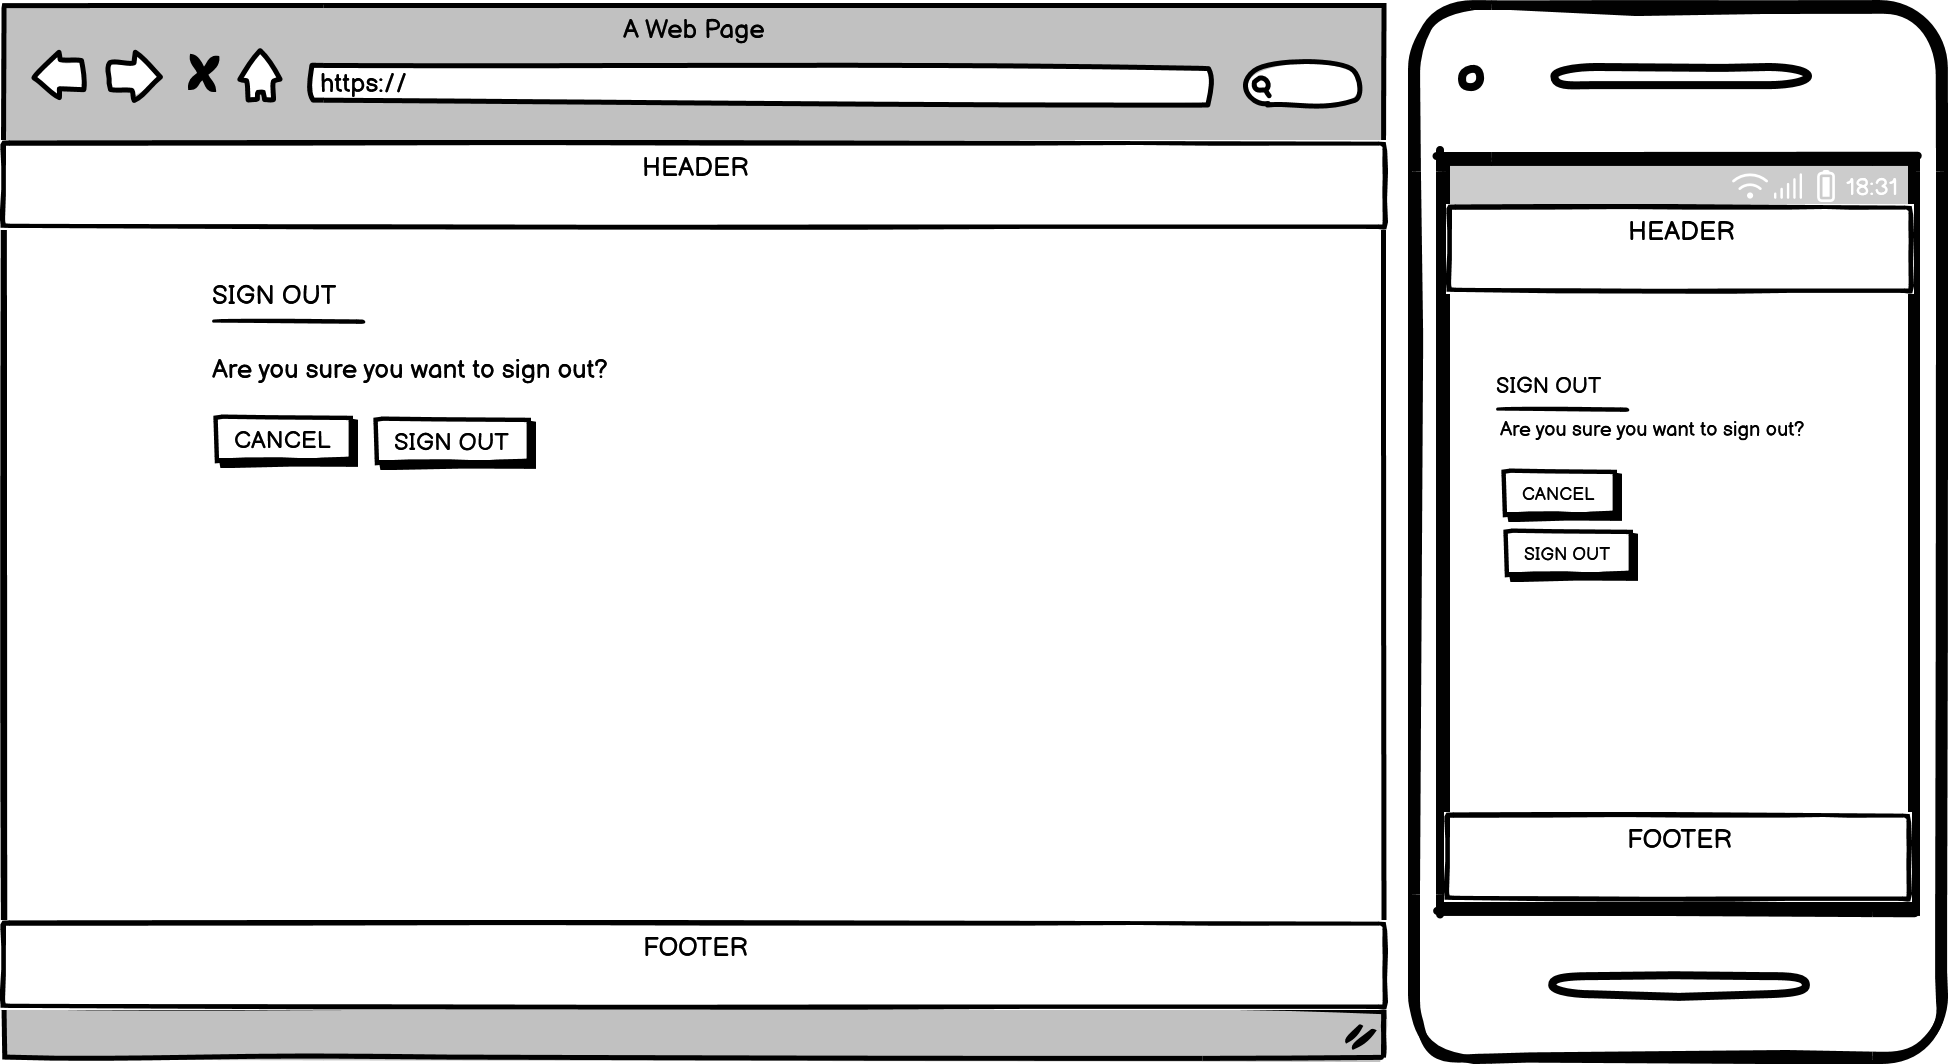 A Web Page
https://
HEADER
SIGN OUT
Are you sure you want to sign out?
CANCEL
SIGN OUT
FOOTER
18:31
HEADER
SIGN OUT
Are you sure you want to sign out?
CANCEL
SIGN OUT
FOOTER